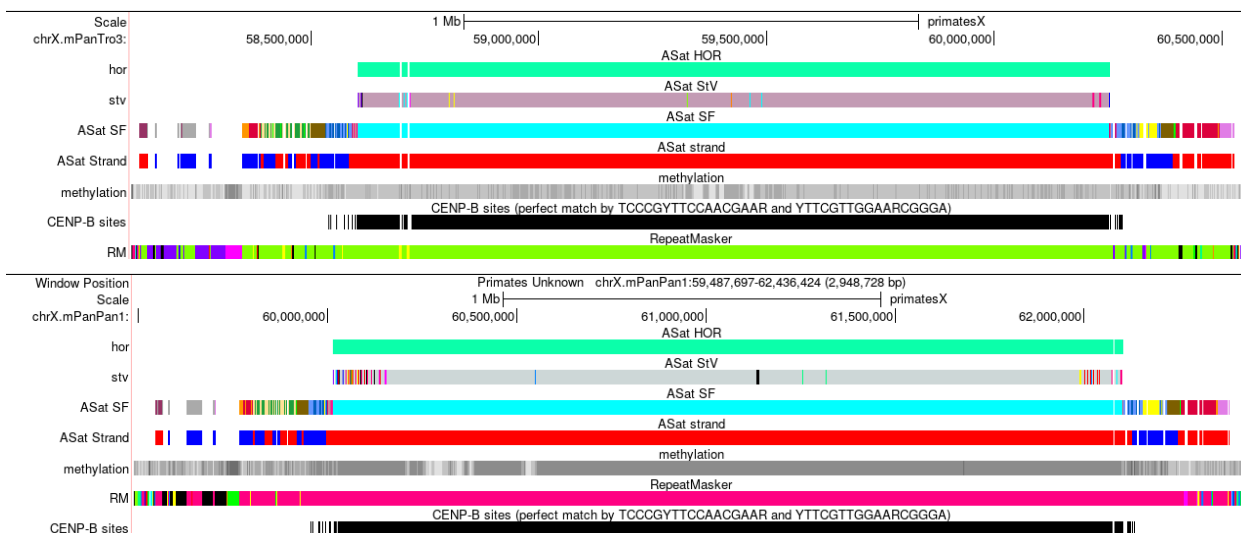 Scale 1 Mb primatesX
chrX.mPanTro3: 58,500,000 59,000,000 59,500,000 60,000,000 60,500,000
ASat HOR
hor
ASat StV
stv
ASat SF
ASat SF
ASat strand
ASat Strand
methylation
methylation
CENP-B sites (perfect match by TCCCGYTTCCAACGAAR and YTTCGTTGGAARCGGGA)
CENP-B sites
RepeatMasker
RM
Window Position Primates Unknown chrX.mPanPan1:59,487,697-62,436,424 (2,948,728 bp)
Scale 1 Mb primatesX
chrX.mPanPan1: 60,000,000 60,500,000 61,000,000 61,500,000 62,000,000
ASat HOR
hor
ASat StV
stv
ASat SF
ASat SF
ASat strand
ASat Strand
methylation
methylation
RepeatMasker
RM
CENP-B sites (perfect match by TCCCGYTTCCAACGAAR and YTTCGTTGGAARCGGGA)
CENP-B sites